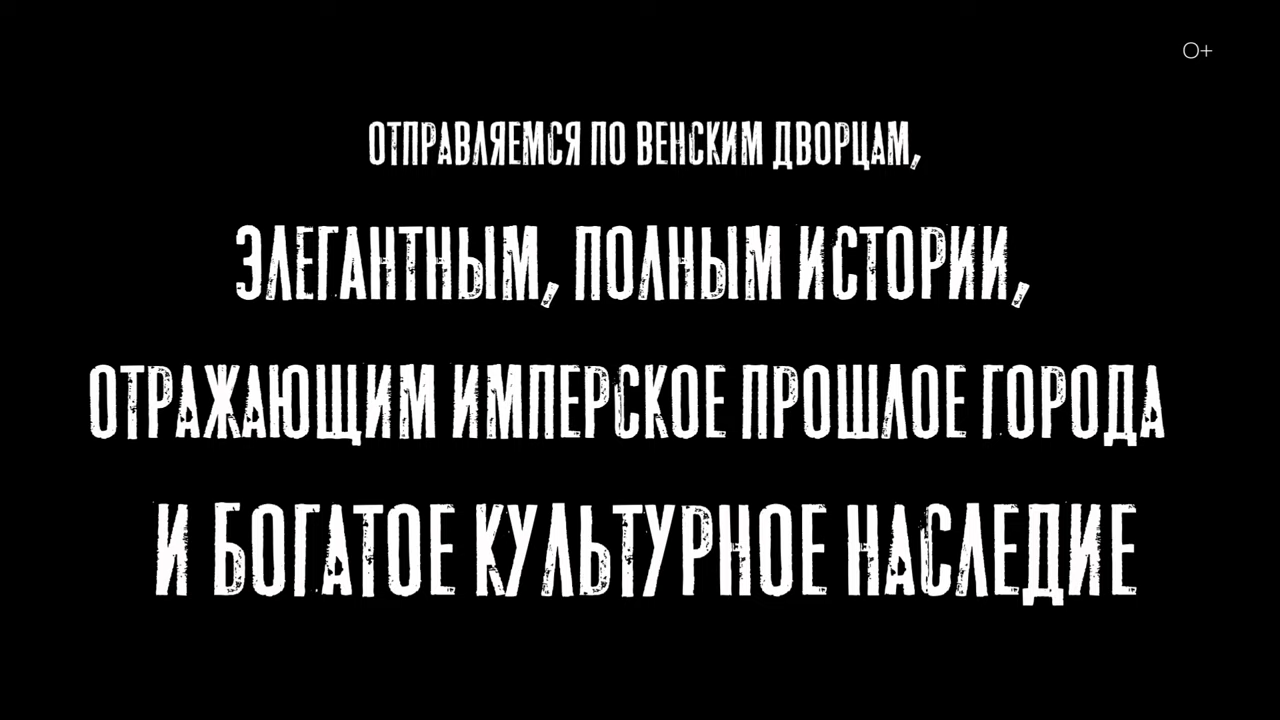 0+
ОТПРАВЛЯЕМСЯ ПО ВЕНСКИМ ДВОРЦАМ,
ЭЛЕГАНТНЫМ, ПОЛНЫМ ИСТОРИИ,
ОТРАЖАЮЩИМ ИМПЕРСКОЕ ПРОШЛОЕ ГОРОДА
И БОГАТОЕ КУЛЬТУРНОЕ НАСЛЕДИЕ